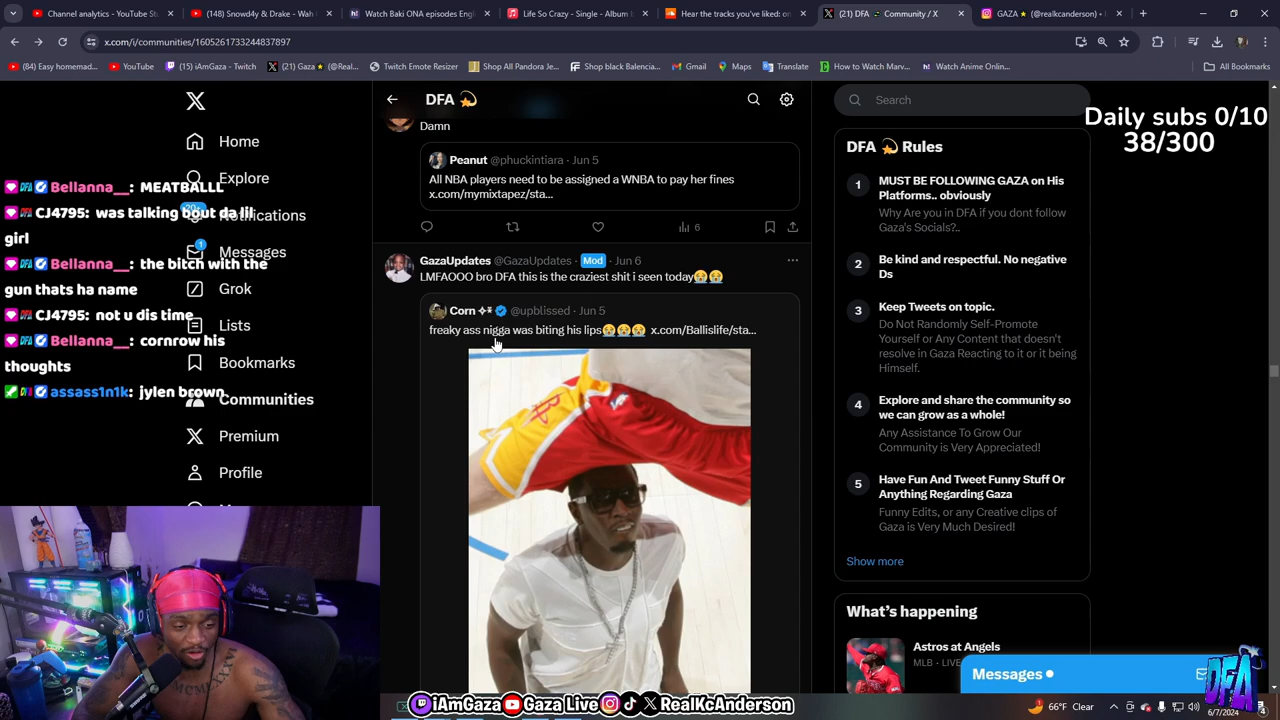 Channel analytics - YouTube Stu
(148) Snowd4y & Drake - Wah G
Watch Baki ONA episodes Engl
Life So Crazy - Single - Album b
Hear the tracks you've liked: on
(21) DFA 💫 Community / X
GAZA ★ (@realkcanderson) •
x.com/i/communities/1605261733244837897
(84) Easy homemad...
YouTube
(15) iAmGaza - Twitch
(21) Gaza ★ (@Real...
Twitch Emote Resizer
Shop All Pandora Je...
Shop black Balencia...
Gmail
Maps
Translate
How to Watch Marv...
Watch Anime Onlin...
All Bookmarks
Home
Explore
20+
Notifications
1
Messages
Grok
Lists
Bookmarks
Communities
Premium
Profile
Bellanna__: MEATBALLL
CJ4795: was talking bout da lil
girl
Bellanna__: the bitch with the
gun thats ha name
CJ4795: not u dis time
Bellanna__: cornrow his
thoughts
assass1n1k: jylen brown
DFA 💫
Damn
Peanut @phuckintiara · Jun 5
All NBA players need to be assigned a WNBA to pay her fines
x.com/mymixtapez/sta...
6
GazaUpdates @GazaUpdates · Mod · Jun 6
LMFAOOO bro DFA this is the craziest shit i seen today😭😭
Corn @upblissed · Jun 5
freaky ass nigga was biting his lips😭😭😭 x.com/Ballislife/sta...
Search
Daily subs 0/10
38/300
DFA 💫 Rules
1
MUST BE FOLLOWING GAZA on His
Platforms.. obviously
Why Are you in DFA if you dont follow
Gaza's Socials?..
2
Be kind and respectful. No negative
Ds
3
Keep Tweets on topic.
Do Not Randomly Self-Promote
Yourself or Any Content that doesn't
resolve in Gaza Reacting to it or it being
Himself.
4
Explore and share the community so
we can grow as a whole!
Any Assistance To Grow Our
Community is Very Appreciated!
5
Have Fun And Tweet Funny Stuff Or
Anything Regarding Gaza
Funny Edits, or any Creative clips of
Gaza is Very Much Desired!
Show more
What's happening
Astros at Angels
MLB · LIVE
Messages
DFA
iAmGaza Gaza Live RealKcAnderson
66°F Clear
6/7/2024